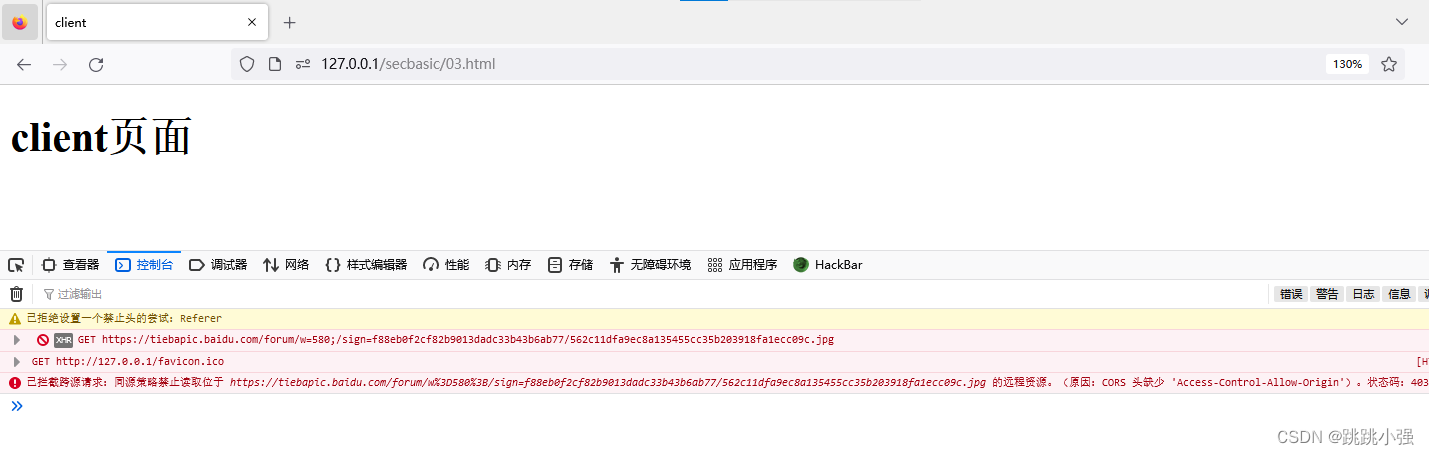 client
127.0.0.1/secbasic/03.html 130%
client页面
查看器 控制台 调试器 网络 样式编辑器 性能 内存 存储 无障碍环境 应用程序 HackBar
过滤输出 错误 警告 日志 信息
已拒绝设置一个禁止头的尝试：Referer
XHR GET https://tiebapic.baidu.com/forum/w=580;/sign=f88eb0f2cf82b9013dadc33b43b6ab77/562c11dfa9ec8a135455cc35b203918fa1ecc09c.jpg
GET http://127.0.0.1/favicon.ico [H
已拦截跨源请求：同源策略禁止读取位于 https://tiebapic.baidu.com/forum/w%3D580%3B/sign=f88eb0f2cf82b9013dadc33b43b6ab77/562c11dfa9ec8a135455cc35b203918fa1ecc09c.jpg 的远程资源。（原因：CORS 头缺少 'Access-Control-Allow-Origin'）。状态码：403
CSDN @跳跳小强